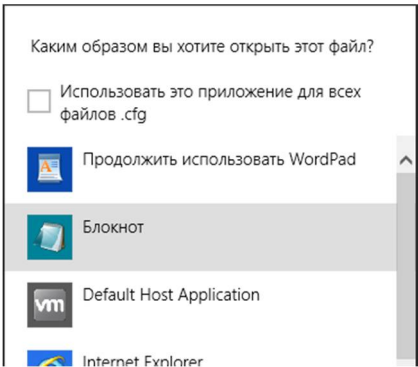 Каким образом вы хотите открыть этот файл?
Использовать это приложение для всех
файлов .cfg
Продолжить использовать WordPad
Блокнот
vm
Default Host Application
Internet Explorer